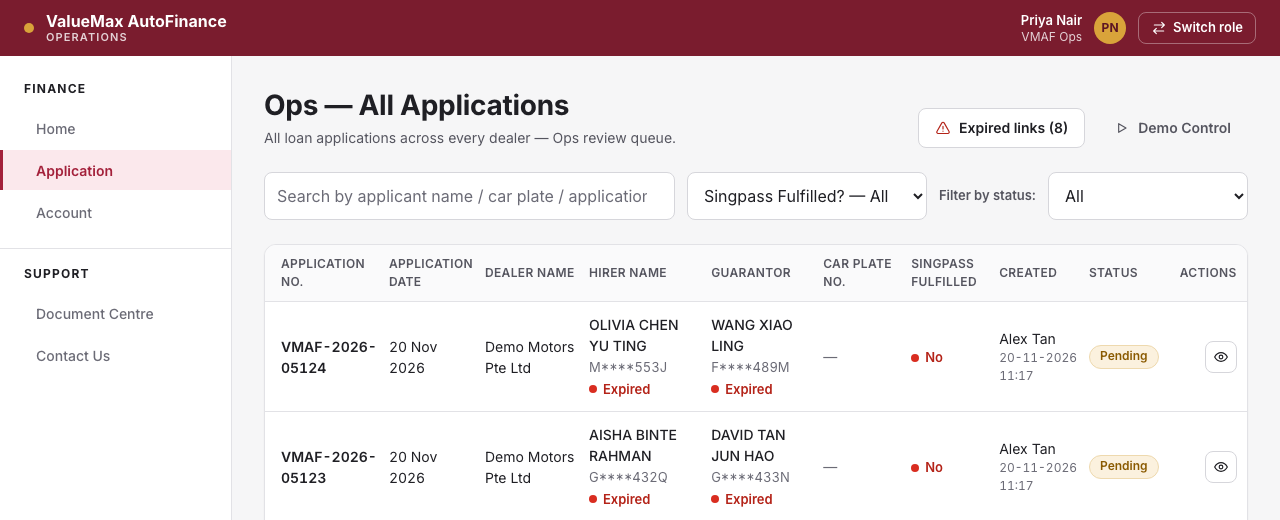 ValueMax AutoFinance
OPERATIONS
Priya Nair
VMAF Ops
PN
Switch role
FINANCE
Home
Application
Account
SUPPORT
Document Centre
Contact Us
Ops — All Applications
All loan applications across every dealer — Ops review queue.
Expired links (8)
Demo Control
Search by applicant name / car plate / application
Singpass Fulfilled? — All
Filter by status:
All
APPLICATION NO.
APPLICATION DATE
DEALER NAME
HIRER NAME
GUARANTOR
CAR PLATE NO.
SINGPASS FULFILLED
CREATED
STATUS
ACTIONS
VMAF-2026-
05124
20 Nov
2026
Demo Motors
Pte Ltd
OLIVIA CHEN
YU TING
M****553J
Expired
WANG XIAO
LING
F****489M
Expired
—
No
Alex Tan
20-11-2026
11:17
Pending
VMAF-2026-
05123
20 Nov
2026
Demo Motors
Pte Ltd
AISHA BINTE
RAHMAN
G****432Q
Expired
DAVID TAN
JUN HAO
G****433N
Expired
—
No
Alex Tan
20-11-2026
11:17
Pending